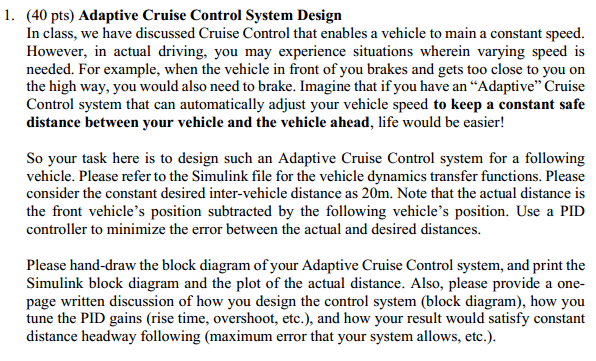 1. (40 pts) Adaptive Cruise Control System Design
In class, we have discussed Cruise Control that enables a vehicle to main a constant speed.
However, in actual driving, you may experience situations wherein varying speed is
needed. For example, when the vehicle in front of you brakes and gets too close to you on
the high way, you would also need to brake. Imagine that if you have an “Adaptive” Cruise
Control system that can automatically adjust your vehicle speed to keep a constant safe
distance between your vehicle and the vehicle ahead, life would be easier!
So your task here is to design such an Adaptive Cruise Control system for a following
vehicle. Please refer to the Simulink file for the vehicle dynamics transfer functions. Please
consider the constant desired inter-vehicle distance as 20m. Note that the actual distance is
the front vehicle’s position subtracted by the following vehicle’s position. Use a PID
controller to minimize the error between the actual and desired distances.
Please hand-draw the block diagram of your Adaptive Cruise Control system, and print the
Simulink block diagram and the plot of the actual distance. Also, please provide a one-
page written discussion of how you design the control system (block diagram), how you
tune the PID gains (rise time, overshoot, etc.), and how your result would satisfy constant
distance headway following (maximum error that your system allows, etc.).